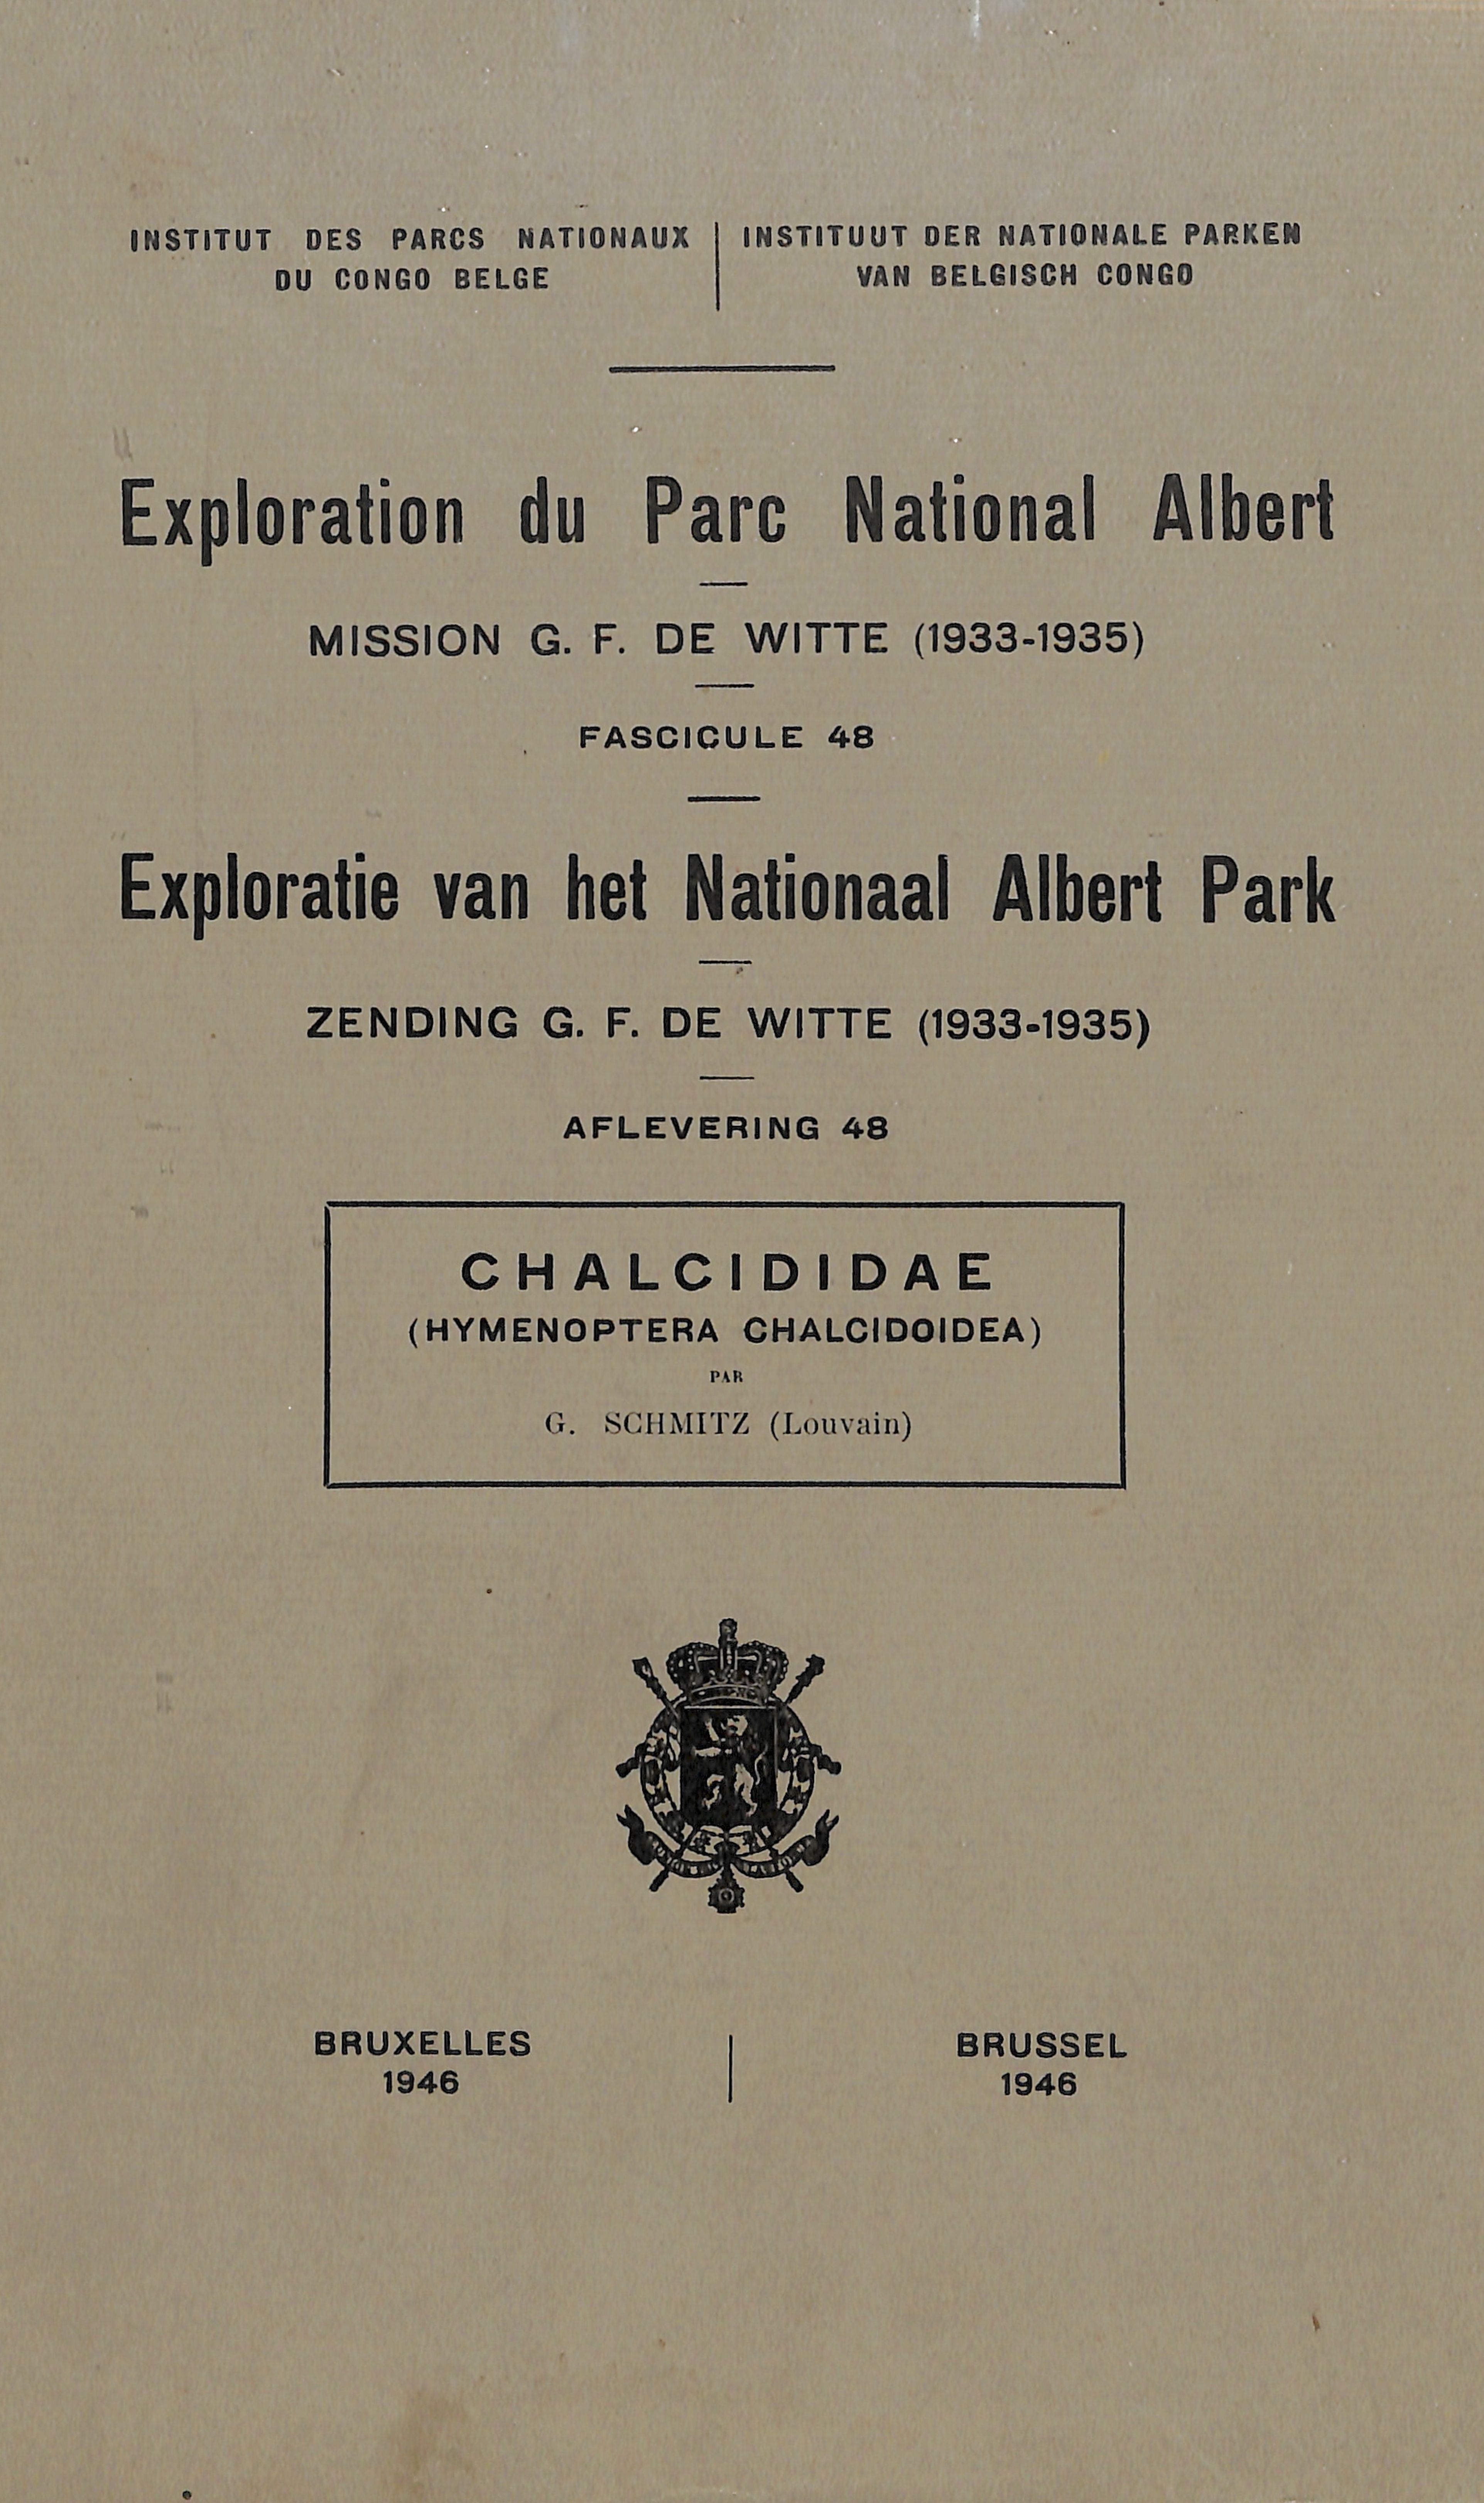 INSTITUT DES PARCS NATIONAUX
DU CONGO BELGE
INSTITUUT DER NATIONALE PARKEN
VAN BELGISCH CONGO
Exploration du Parc National Albert
MISSION G. F. DE WITTE (1933-1935)
FASCICULE 48
Exploratie van het Nationaal Albert Park
ZENDING G. F. DE WITTE (1933-1935)
AFLEVERING 48
CHALCIDIDAE
(HYMENOPTERA CHALCIDOIDEA)
PAR
G. SCHMITZ (Louvain)
BRUXELLES
1946
BRUSSEL
1946